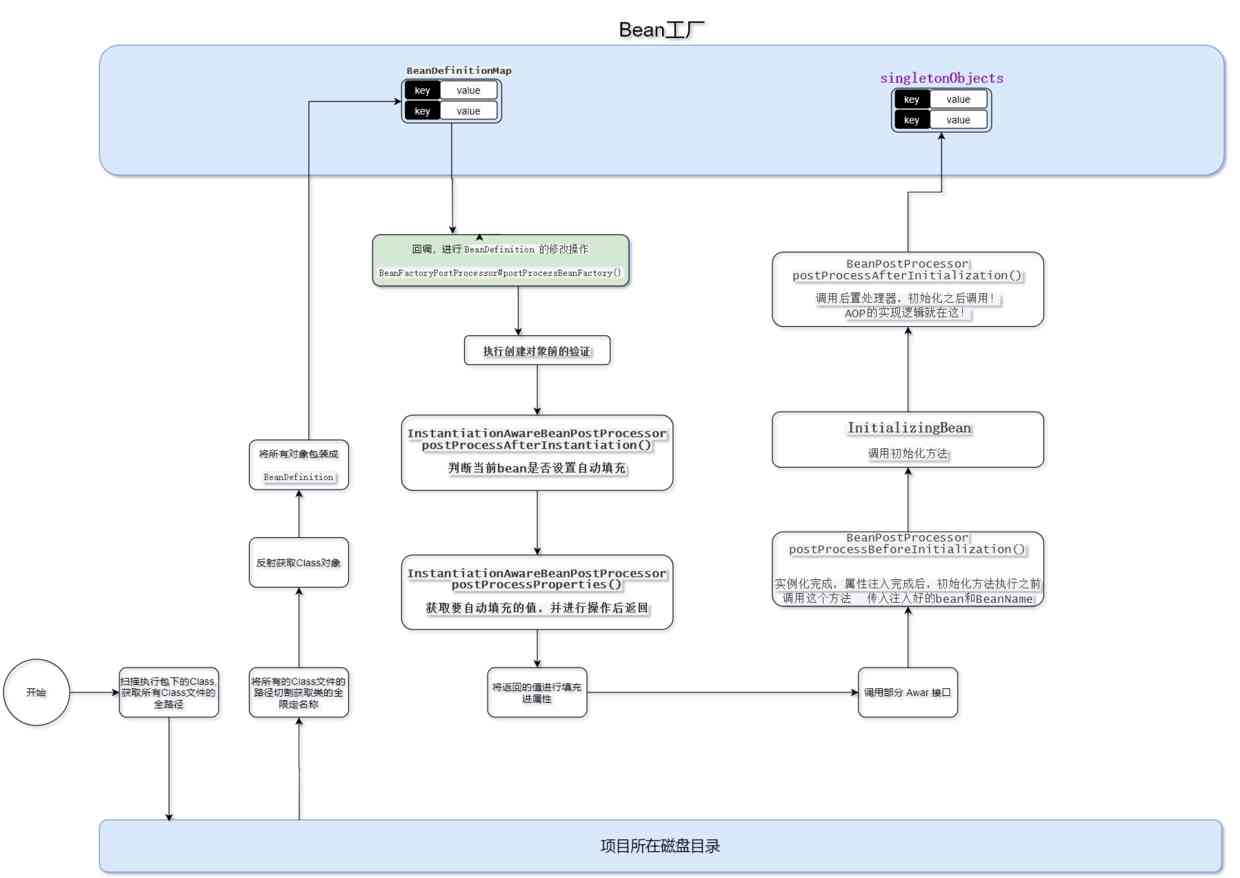 Bean工厂
BeanDefinitionMap
key value
key value
singletonObjects
key value
key value
回调，进行 BeanDefinition 的修改操作
BeanFactoryPostProcessor#postProcessBeanFactory()
执行创建对象前的验证
InstantiationAwareBeanPostProcessor
postProcessAfterInstantiation()
判断当前bean是否设置自动填充
InstantiationAwareBeanPostProcessor
postProcessProperties()
获取要自动填充的值，并进行操作后返回
将返回的值进行填充
进属性
将所有对象包装成
BeanDefinition
反射获取Class对象
将所有的Class文件的
路径切割获取类的全
限定名称
开始
扫描执行包下的Class,
获取所有Class文件的
全路径
BeanPostProcessor
postProcessAfterInitialization()
调用后置处理器，初始化之后调用！
AOP的实现逻辑就在这！
InitializingBean
调用初始化方法
BeanPostProcessor
postProcessBeforeInitialization()
实例化完成，属性注入完成后，初始化方法执行之前
调用这个方法 传入注入好的bean和BeanName
调用部分 Awar 接口
项目所在磁盘目录